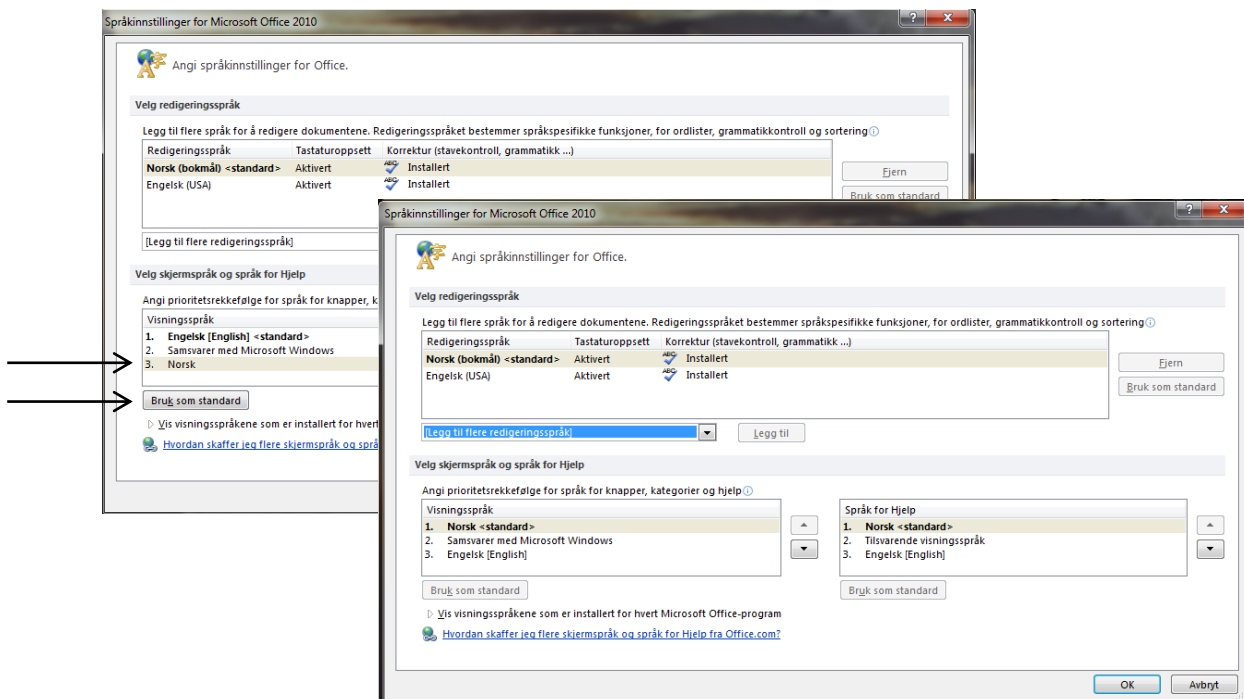 Språkinnstillinger for Microsoft Office 2010
Angi språkinnstillinger for Office.
Velg redigeringsspråk
Legg til flere språk for å redigere dokumentene. Redigeringsspråket bestemmer språkspesifikke funksjoner, for ordlister, grammatikkontroll og sortering
Redigeringsspråk Tastaturoppsett Korrektur (stavekontroll, grammatikk ...)
Norsk (bokmål) <standard> Aktivert Installert
Engelsk (USA) Aktivert Installert
Fjern
Bruk som standard
[Legg til flere redigeringsspråk]
Velg skjermspråk og språk for Hjelp
Angi prioritetsrekkefølge for språk for knapper, k
Visningsspråk
1. Engelsk [English] <standard>
2. Samsvarer med Microsoft Windows
3. Norsk
Bruk som standard
Vis visningsspråkene som er installert for hvert
Hvordan skaffer jeg flere skjermspråk og språ
Språkinnstillinger for Microsoft Office 2010
Angi språkinnstillinger for Office.
Velg redigeringsspråk
Legg til flere språk for å redigere dokumentene. Redigeringsspråket bestemmer språkspesifikke funksjoner, for ordlister, grammatikkontroll og sortering
Redigeringsspråk Tastaturoppsett Korrektur (stavekontroll, grammatikk ...)
Norsk (bokmål) <standard> Aktivert Installert
Engelsk (USA) Aktivert Installert
Fjern
Bruk som standard
[Legg til flere redigeringsspråk] Legg til
Velg skjermspråk og språk for Hjelp
Angi prioritetsrekkefølge for språk for knapper, kategorier og hjelp
Visningsspråk
1. Norsk <standard>
2. Samsvarer med Microsoft Windows
3. Engelsk [English]
Bruk som standard
Språk for Hjelp
1. Norsk <standard>
2. Tilsvarende visningsspråk
3. Engelsk [English]
Bruk som standard
Vis visningsspråkene som er installert for hvert Microsoft Office-program
Hvordan skaffer jeg flere skjermspråk og språk for Hjelp fra Office.com?
OK Avbryt